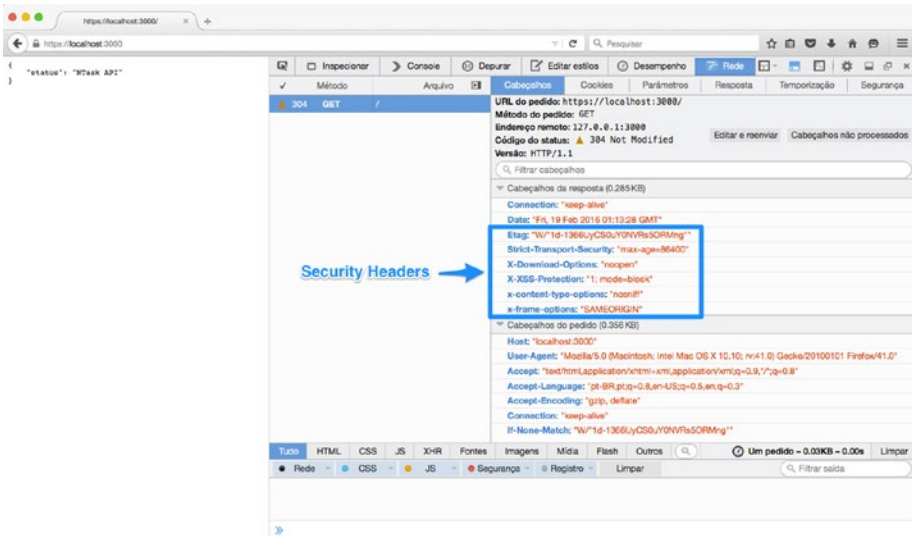 https://localhost:3000/
https://localhost:3000
Pesquisar
{
"status": "NTask API"
}
Inspecionar Console Depurar Editar estilos Desempenho Rede
Método Arquivo
304 GET /
Cabeçalhos Cookies Parâmetros Resposta Temporização Segurança
URL do pedido: https://localhost:3000/
Método do pedido: GET
Endereço remoto: 127.0.0.1:3000
Código do status: 304 Not Modified
Editar e reenviar Cabeçalhos não processados
Versão: HTTP/1.1
Filtrar cabeçalhos
Cabeçalhos da resposta (0.285 KB)
Connection: "keep-alive"
Date: "Fri, 19 Feb 2016 01:13:28 GMT"
Etag: "W/"1d-1366UyCS0uY0NVRs5ORMng""
Strict-Transport-Security: "max-age=86400"
X-Download-Options: "noopen"
X-XSS-Protection: "1; mode=block"
x-content-type-options: "nosniff"
x-frame-options: "SAMEORIGIN"
Security Headers
Cabeçalhos do pedido (0.356 KB)
Host: "localhost:3000"
User-Agent: "Mozilla/5.0 (Macintosh; Intel Mac OS X 10.10; rv:41.0) Gecko/20100101 Firefox/41.0"
Accept: "text/html,application/xhtml+xml,application/xml;q=0.9,*/*;q=0.8"
Accept-Language: "pt-BR,pt;q=0.8,en-US;q=0.5,en;q=0.3"
Accept-Encoding: "gzip, deflate"
Connection: "keep-alive"
If-None-Match: "W/"1d-1366UyCS0uY0NVRs5ORMng""
Tudo HTML CSS JS XHR Fontes Imagens Mídia Flash Outros Um pedido - 0.03KB - 0.00s Limpar
Rede CSS JS Segurança Registro Limpar Filtrar saída